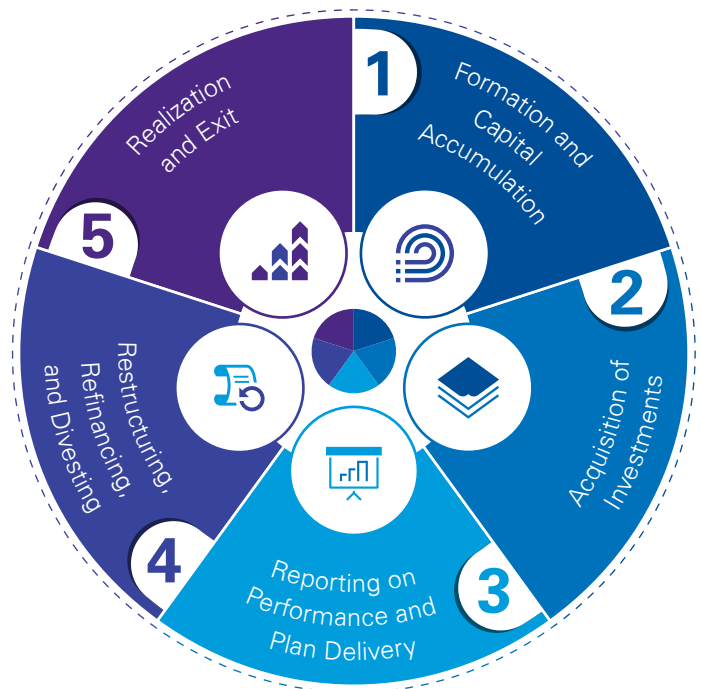 1
Formation and
Capital
Accumulation
2
Acquisition of
Investments
3
Reporting on
Performance and
Plan Delivery
4
Restructuring,
Refinancing,
and Divesting
5
Realization
and Exit